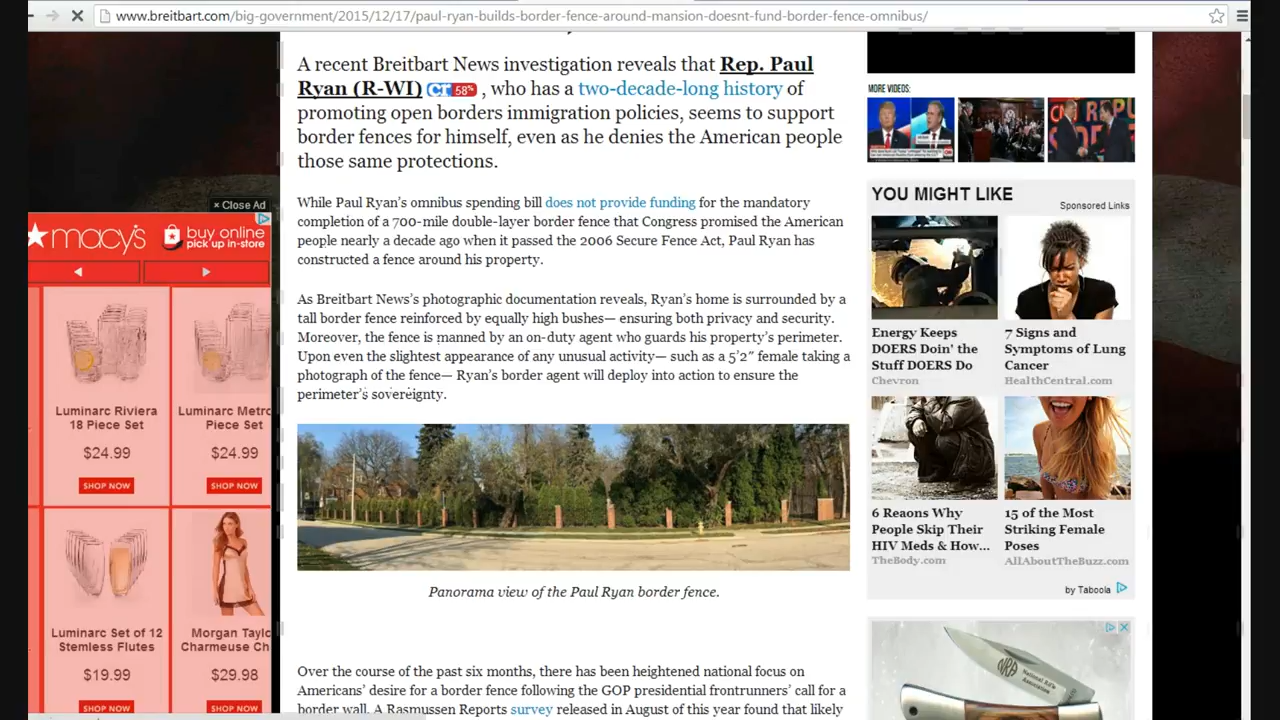 www.breitbart.com/big-government/2015/12/17/paul-ryan-builds-border-fence-around-mansion-doesnt-fund-border-fence-omnibus/
A recent Breitbart News investigation reveals that Rep. Paul
Ryan (R-WI) CT 58% , who has a two-decade-long history of
promoting open borders immigration policies, seems to support
border fences for himself, even as he denies the American people
those same protections.
While Paul Ryan's omnibus spending bill does not provide funding for the mandatory
completion of a 700-mile double-layer border fence that Congress promised the American
people nearly a decade ago when it passed the 2006 Secure Fence Act, Paul Ryan has
constructed a fence around his property.
As Breitbart News's photographic documentation reveals, Ryan's home is surrounded by a
tall border fence reinforced by equally high bushes— ensuring both privacy and security.
Moreover, the fence is manned by an on-duty agent who guards his property's perimeter.
Upon even the slightest appearance of any unusual activity— such as a 5'2" female taking a
photograph of the fence— Ryan's border agent will deploy into action to ensure the
perimeter's sovereignty.
Panorama view of the Paul Ryan border fence.
Over the course of the past six months, there has been heightened national focus on
Americans' desire for a border fence following the GOP presidential frontrunners' call for a
border wall. A Rasmussen Reports survey released in August of this year found that likely
× Close Ad
macy's
buy online
pick up in-store
Luminarc Riviera
18 Piece Set
$24.99
SHOP NOW
Luminarc Metro
Piece Set
$24.99
SHOP NOW
Luminarc Set of 12
Stemless Flutes
$19.99
SHOP NOW
Morgan Taylo
Charmeuse Ch
$29.98
SHOP NOW
MORE VIDEOS:
YOU MIGHT LIKE
Sponsored Links
Energy Keeps
DOERS Doin' the
Stuff DOERS Do
Chevron
7 Signs and
Symptoms of Lung
Cancer
HealthCentral.com
6 Reaons Why
People Skip Their
HIV Meds & How...
TheBody.com
15 of the Most
Striking Female
Poses
AllAboutTheBuzz.com
by Taboola
NRA
National Rifle
Association